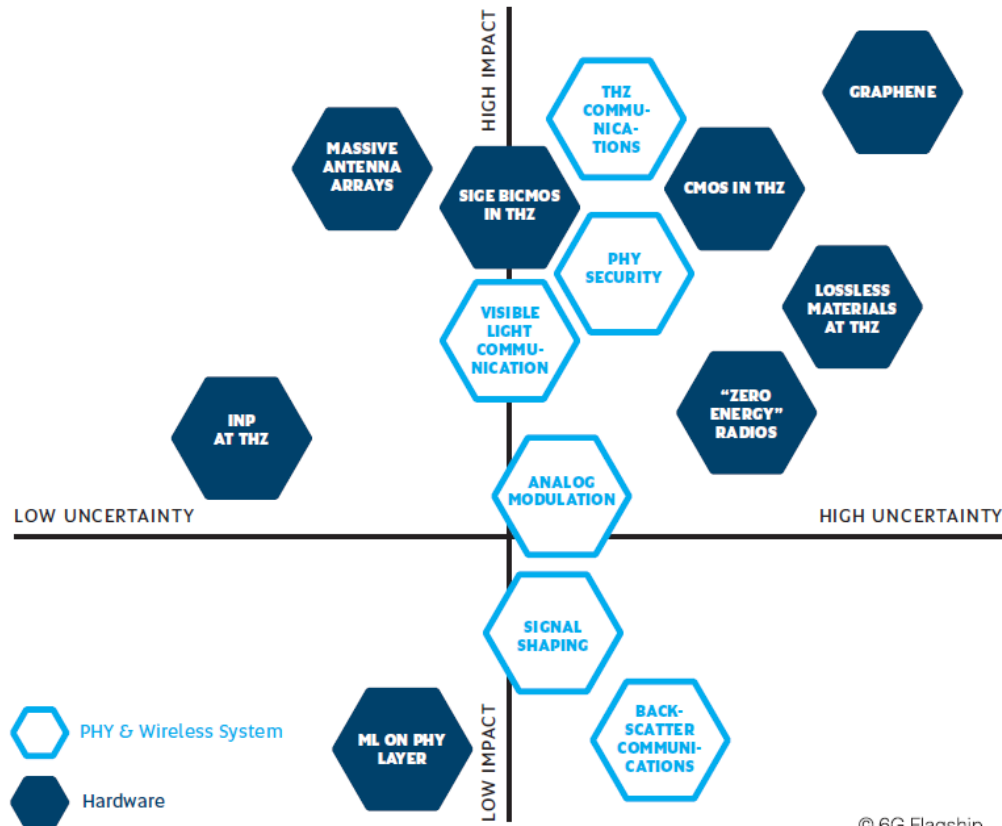 HIGH IMPACT
THZ
COMMU-
NICA-
TIONS
GRAPHENE
MASSIVE
ANTENNA
ARRAYS
SIGE BICMOS
IN THZ
CMOS IN THZ
PHY
SECURITY
LOSSLESS
MATERIALS
AT THZ
VISIBLE
LIGHT
COMMU-
NICATION
"ZERO
ENERGY"
RADIOS
INP
AT THZ
ANALOG
MODULATION
LOW UNCERTAINTY
HIGH UNCERTAINTY
SIGNAL
SHAPING
LOW IMPACT
BACK-
SCATTER
COMMUNI-
CATIONS
ML ON PHY
LAYER
PHY & Wireless System
Hardware
© 6G Flagship